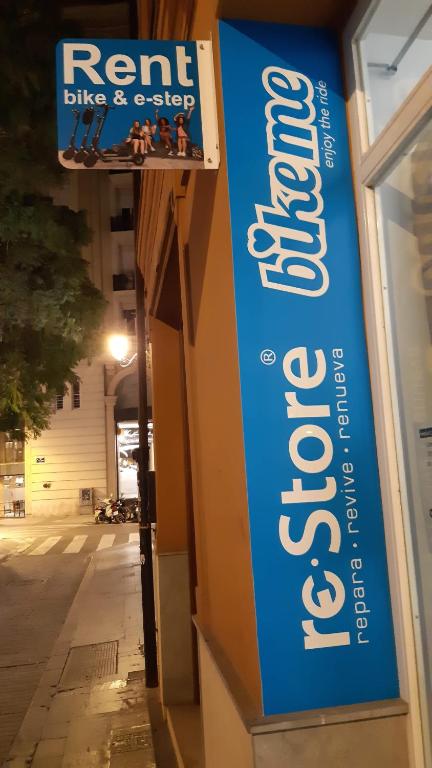 Rent
bike & e-step
bikeme
enjoy the ride
re·Store®
repara · revive · renueva